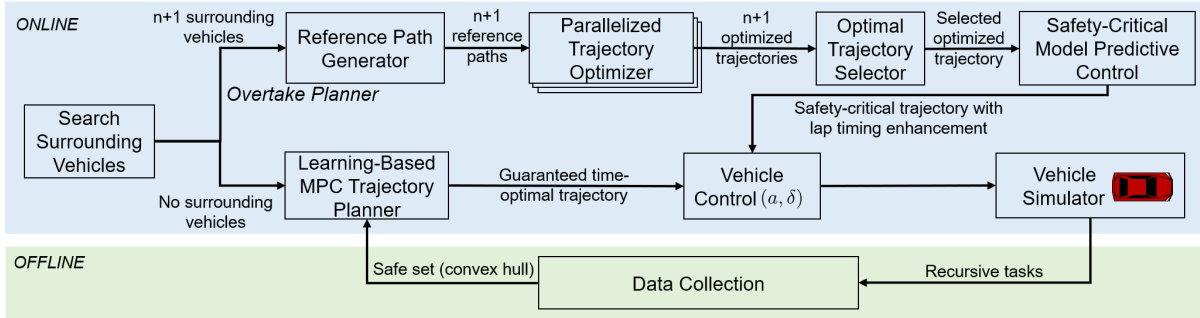 ONLINE
n+1 surrounding
vehicles
Reference Path
Generator
n+1
reference
paths
Parallelized
Trajectory
Optimizer
n+1
optimized
trajectories
Optimal
Trajectory
Selector
Selected
optimized
trajectory
Safety-Critical
Model Predictive
Control
Overtake Planner
Search
Surrounding
Vehicles
Safety-critical trajectory with
lap timing enhancement
No surrounding
vehicles
Learning-Based
MPC Trajectory
Planner
Guaranteed time-
optimal trajectory
Vehicle
Control (a, δ)
Vehicle
Simulator
OFFLINE
Safe set (convex hull)
Data Collection
Recursive tasks